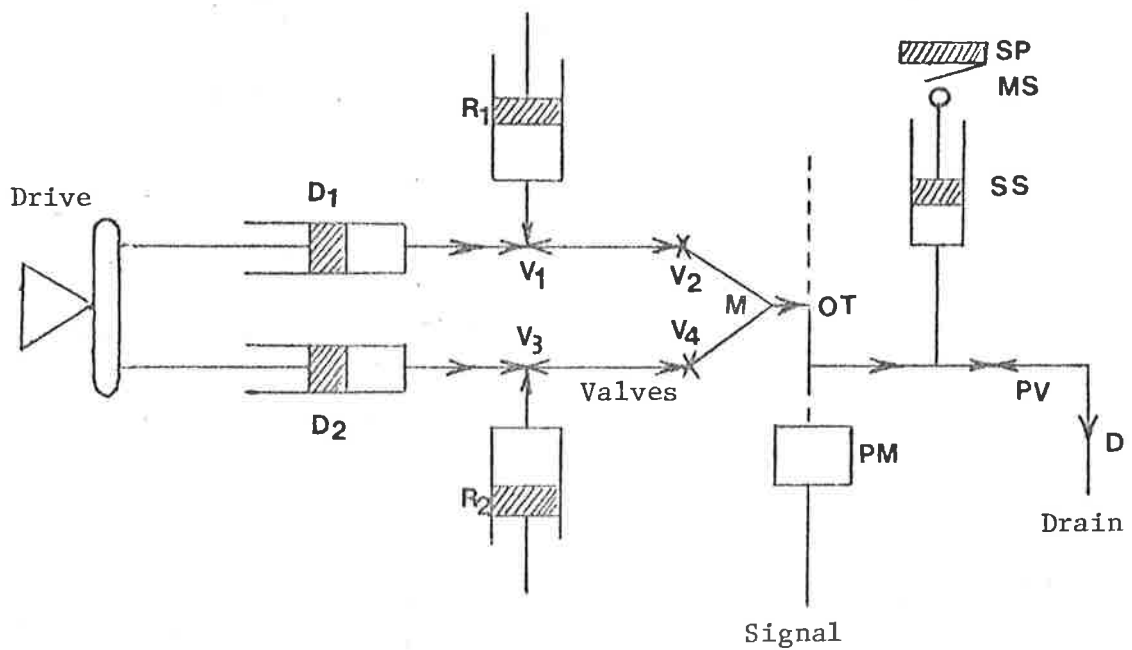 SP
MS
R1
SS
Drive
D1
V1
V2
M
OT
V3
V4
Valves
PV
D2
PM
D
R2
Drain
Signal